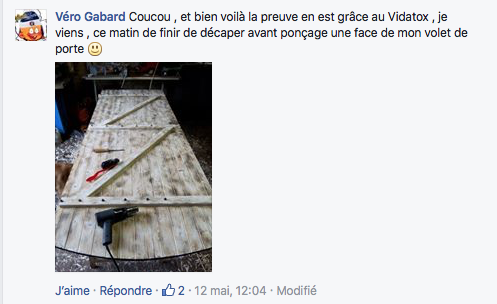 Véro Gabard Coucou , et bien voilà la preuve en est grâce au Vidatox , je
viens , ce matin de finir de décaper avant ponçage une face de mon volet de
porte
J’aime · Répondre · 2 · 12 mai, 12:04 · Modifié